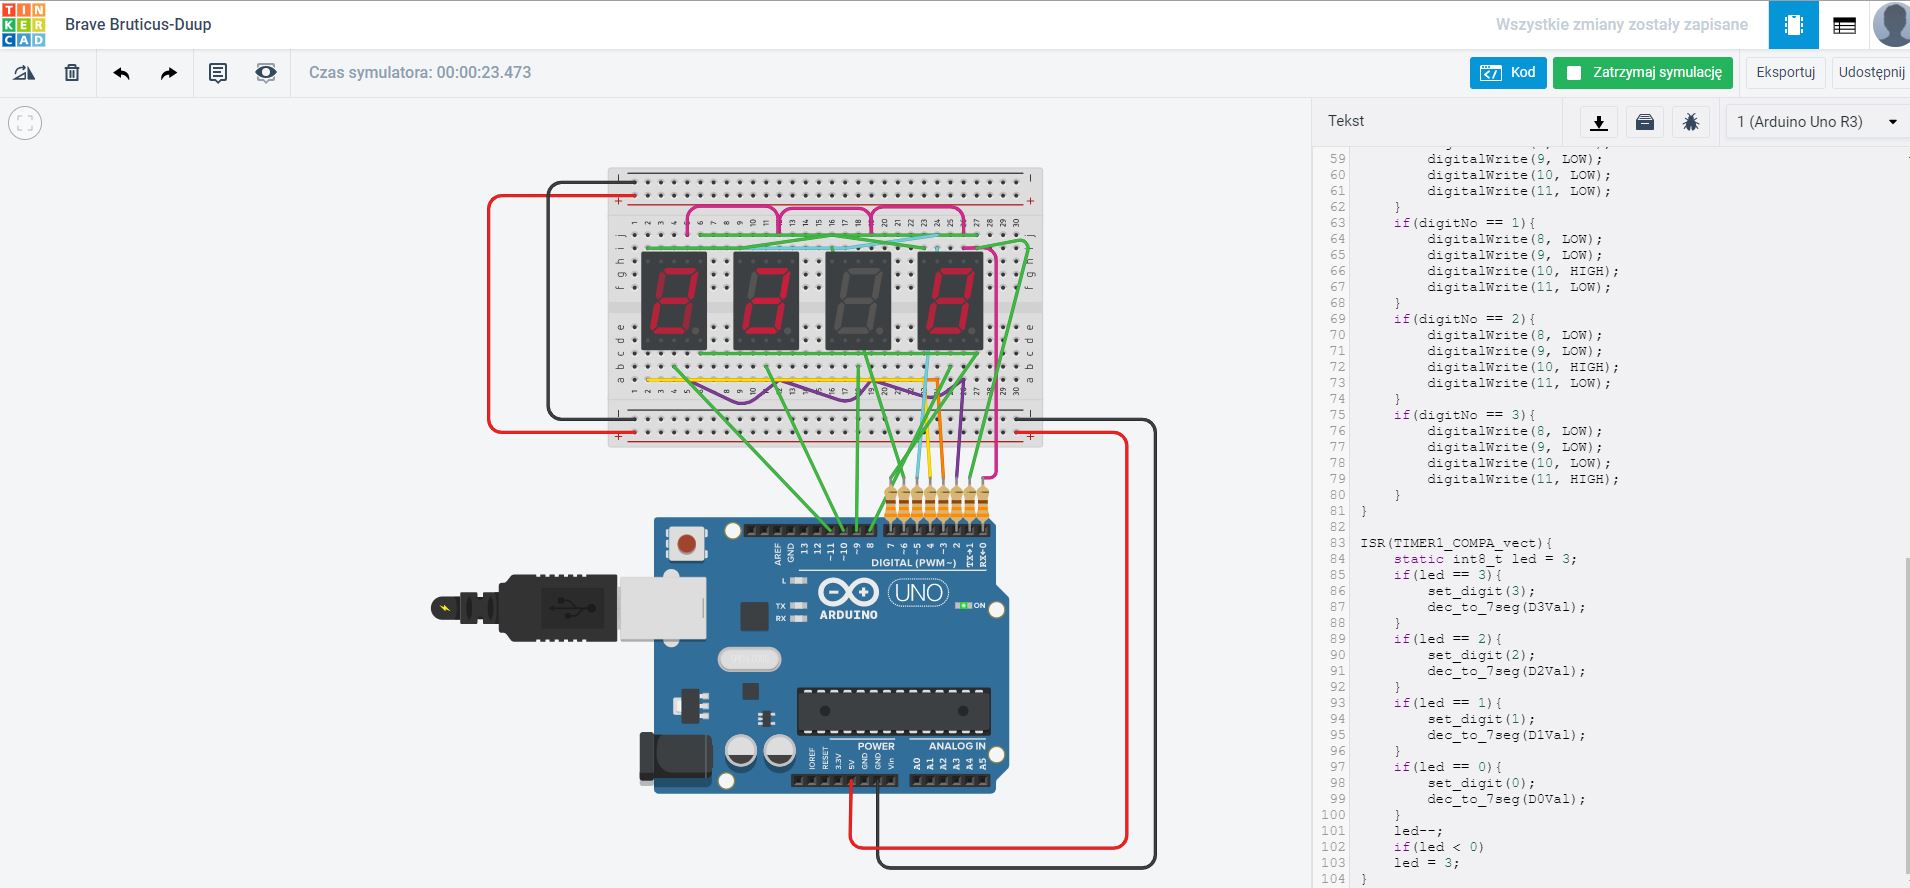 TIN
KER
CAD
Brave Bruticus-Duup
Wszystkie zmiany zostały zapisane
Czas symulatora: 00:00:23.473
Kod
Zatrzymaj symulację
Eksportuj
Udostępnij
Tekst
1 (Arduino Uno R3)
59 digitalWrite(9, LOW);
60 digitalWrite(10, LOW);
61 digitalWrite(11, LOW);
62 }
63 if(digitNo == 1){
64 digitalWrite(8, LOW);
65 digitalWrite(9, LOW);
66 digitalWrite(10, HIGH);
67 digitalWrite(11, LOW);
68 }
69 if(digitNo == 2){
70 digitalWrite(8, LOW);
71 digitalWrite(9, LOW);
72 digitalWrite(10, HIGH);
73 digitalWrite(11, LOW);
74 }
75 if(digitNo == 3){
76 digitalWrite(8, LOW);
77 digitalWrite(9, LOW);
78 digitalWrite(10, LOW);
79 digitalWrite(11, HIGH);
80 }
81 }
82
83 ISR(TIMER1_COMPA_vect){
84 static int8_t led = 3;
85 if(led == 3){
86 set_digit(3);
87 dec_to_7seg(D3Val);
88 }
89 if(led == 2){
90 set_digit(2);
91 dec_to_7seg(D2Val);
92 }
93 if(led == 1){
94 set_digit(1);
95 dec_to_7seg(D1Val);
96 }
97 if(led == 0){
98 set_digit(0);
99 dec_to_7seg(D0Val);
100 }
101 led--;
102 if(led < 0)
103 led = 3;
104 }
AREF
GND
13
12
~11
~10
~9
8
7
~6
~5
4
~3
2
TX→1
RX←0
DIGITAL (PWM~)
L
TX
RX
ARDUINO
UNO
ON
POWER
ANALOG IN
IOREF
RESET
3.3V
5V
GND
GND
Vin
A0
A1
A2
A3
A4
A5